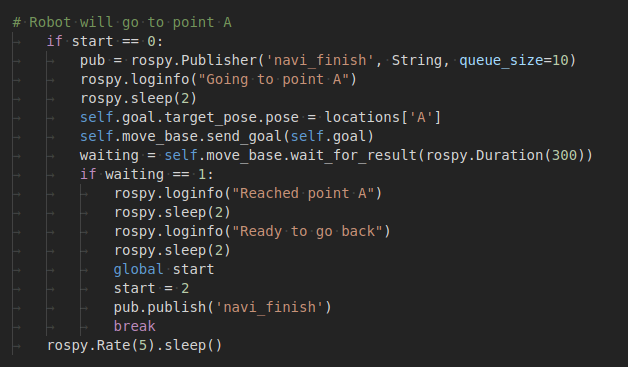 # Robot will go to point A
if start == 0:
pub = rospy.Publisher('navi_finish', String, queue_size=10)
rospy.loginfo("Going to point A")
rospy.sleep(2)
self.goal.target_pose.pose = locations['A']
self.move_base.send_goal(self.goal)
waiting = self.move_base.wait_for_result(rospy.Duration(300))
if waiting == 1:
rospy.loginfo("Reached point A")
rospy.sleep(2)
rospy.loginfo("Ready to go back")
rospy.sleep(2)
global start
start = 2
pub.publish('navi_finish')
break
rospy.Rate(5).sleep()